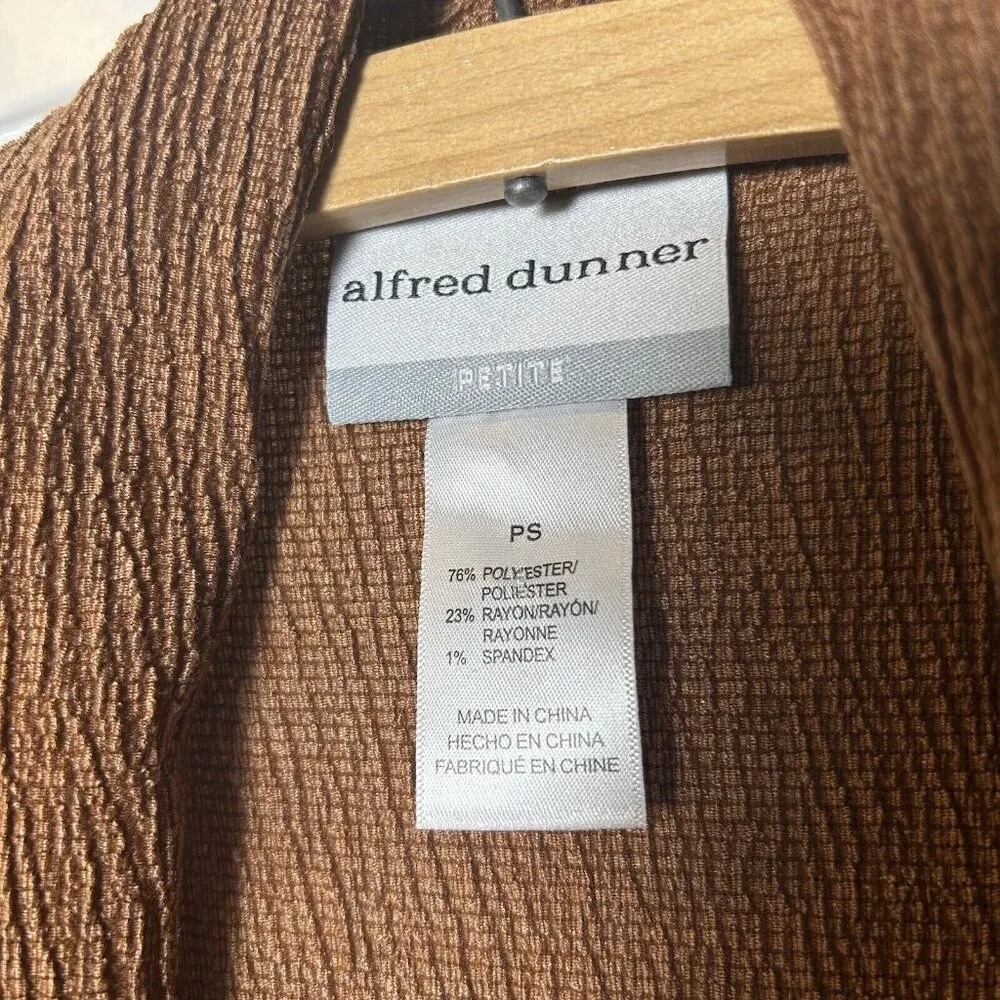 alfred dunner
PETITE
PS
76% POLYESTER/
POLIÉSTER
23% RAYON/RAYÓN/
RAYONNE
1% SPANDEX
MADE IN CHINA
HECHO EN CHINA
FABRIQUÉ EN CHINE